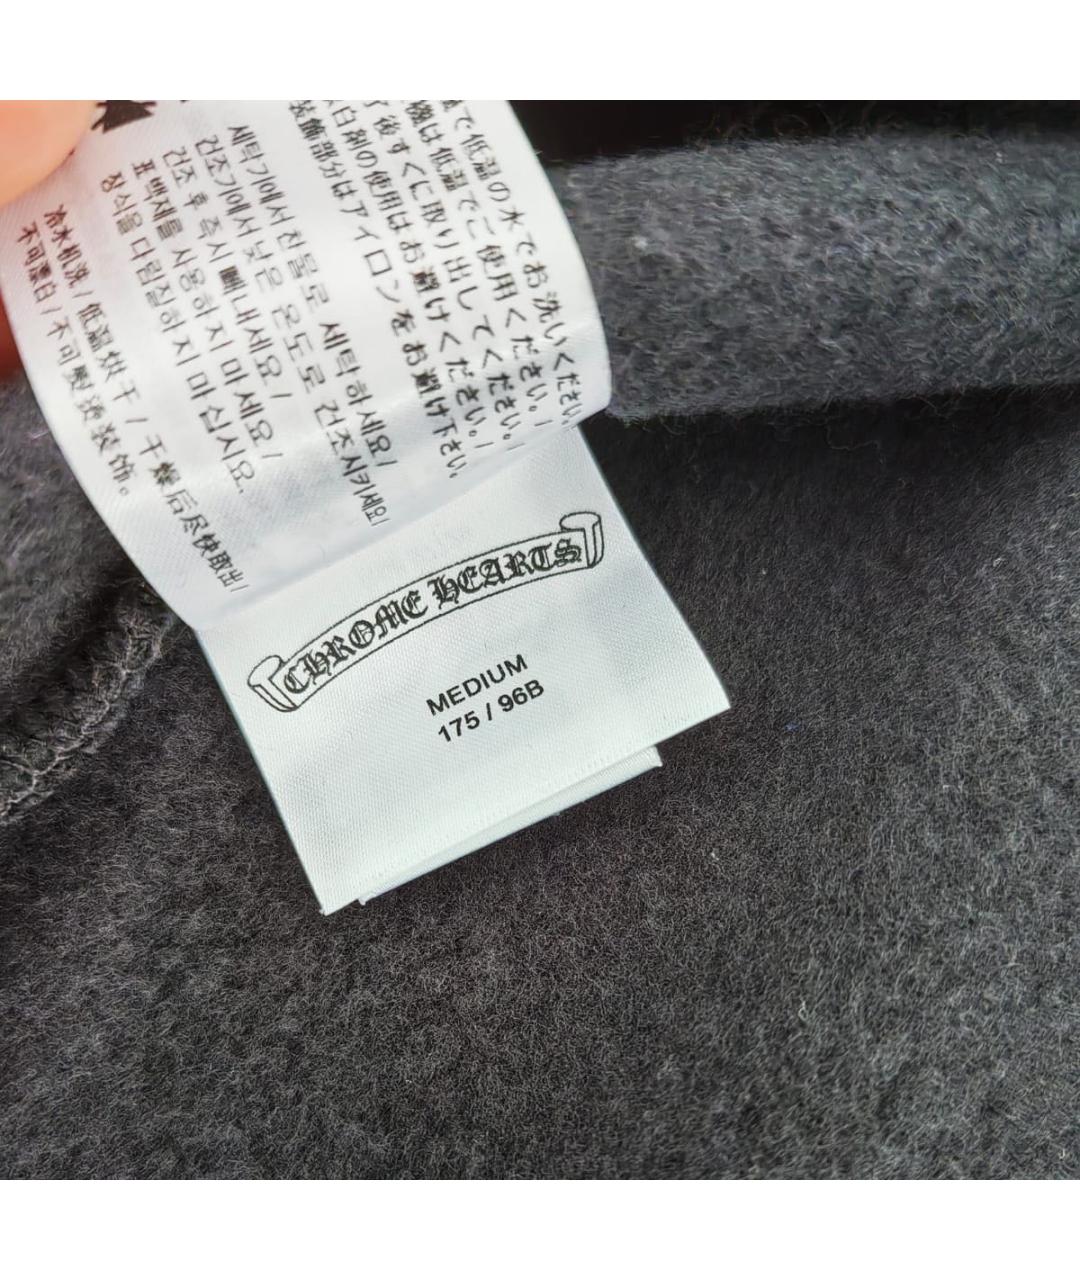 温で低温の水でお洗いください。/
機は低温でご使用ください。/
了後すぐに取り出してください。/
白剤の使用はお避けください。/
装飾部分はアイロンをお避け下さい。
세탁기에서 찬물로 세탁하세요/
건조기에서 낮은 온도로 건조시키세요/
건조 후 즉시 빼내세요/
표백제를 사용하지 마세요/
장식을 다림질하지 마십시요.
冷水机洗/低温烘干/干燥后尽快取出/
不可漂白/不可熨烫装饰。
CHROME HEARTS
MEDIUM
175 / 96B